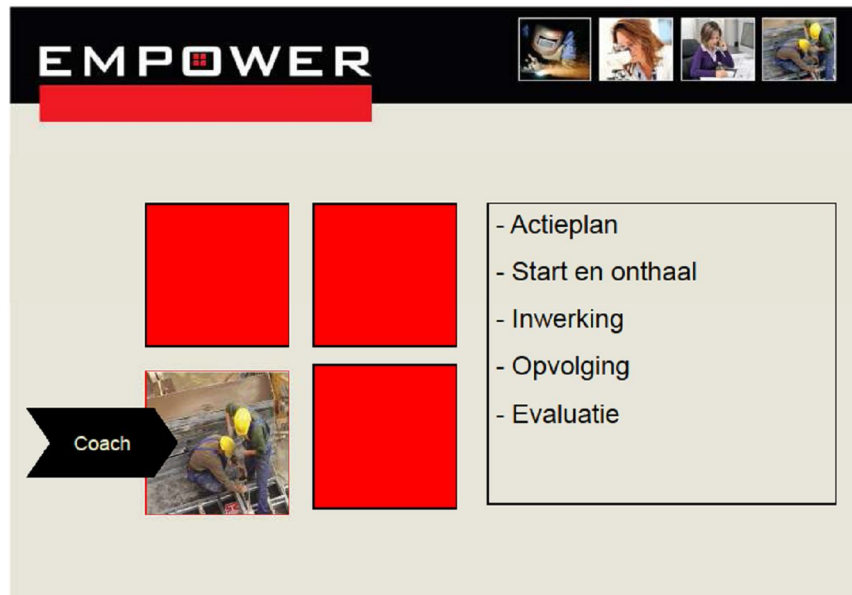 EMPOWER
- Actieplan
- Start en onthaal
- Inwerking
- Opvolging
- Evaluatie
Coach